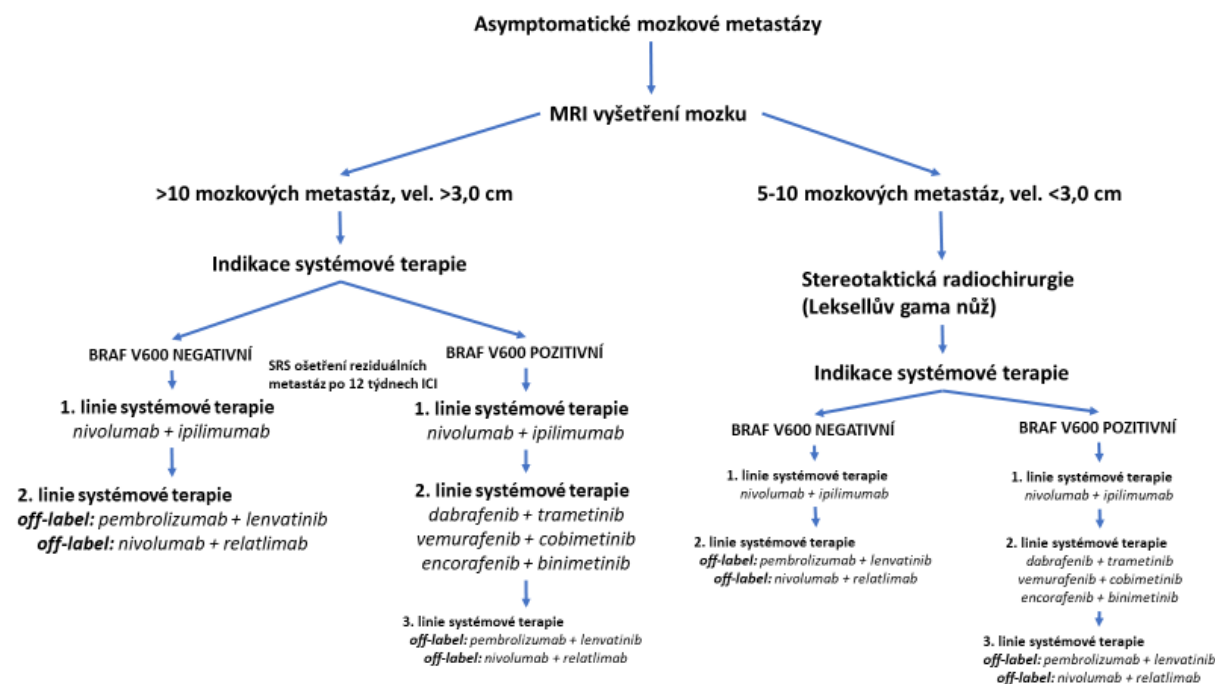 Asymptomatické mozkové metastázy
MRI vyšetření mozku
>10 mozkových metastáz, vel. >3,0 cm
Indikace systémové terapie
BRAF V600 NEGATIVNÍ
1. linie systémové terapie
nivolumab + ipilimumab
2. linie systémové terapie
off-label: pembrolizumab + lenvatinib
off-label: nivolumab + relatlimab
SRS ošetření reziduálních
metastáz po 12 týdnech ICI
BRAF V600 POZITIVNÍ
1. linie systémové terapie
nivolumab + ipilimumab
2. linie systémové terapie
dabrafenib + trametinib
vemurafenib + cobimetinib
encorafenib + binimetinib
3. linie systémové terapie
off-label: pembrolizumab + lenvatinib
off-label: nivolumab + relatlimab
5-10 mozkových metastáz, vel. <3,0 cm
Stereotaktická radiochirurgie
(Leksellův gama nůž)
Indikace systémové terapie
BRAF V600 NEGATIVNÍ
1. linie systémové terapie
nivolumab + ipilimumab
2. linie systémové terapie
off-label: pembrolizumab + lenvatinib
off-label: nivolumab + relatlimab
BRAF V600 POZITIVNÍ
1. linie systémové terapie
nivolumab + ipilimumab
2. linie systémové terapie
dabrafenib + trametinib
vemurafenib + cobimetinib
encorafenib + binimetinib
3. linie systémové terapie
off-label: pembrolizumab + lenvatinib
off-label: nivolumab + relatlimab